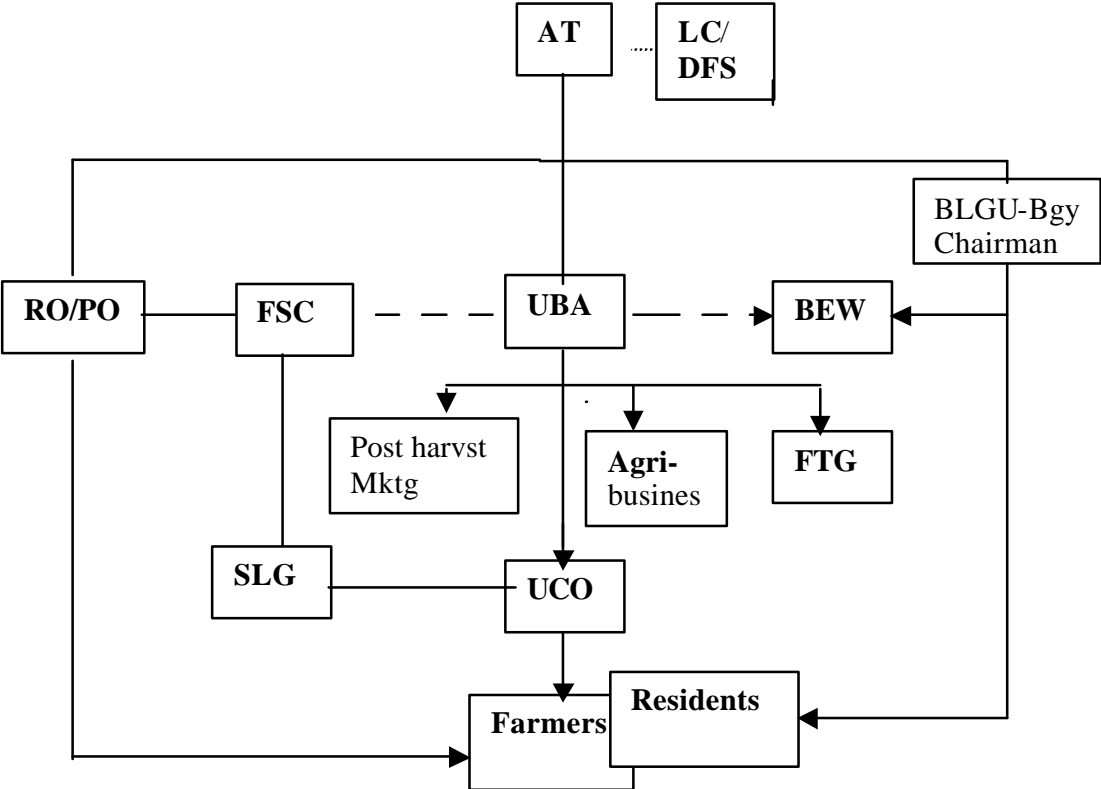 AT
LC/
DFS
BLGU-Bgy
Chairman
RO/PO
FSC
UBA
BEW
Post harvst
Mktg
Agri-
busines
FTG
SLG
UCO
Farmers
Residents